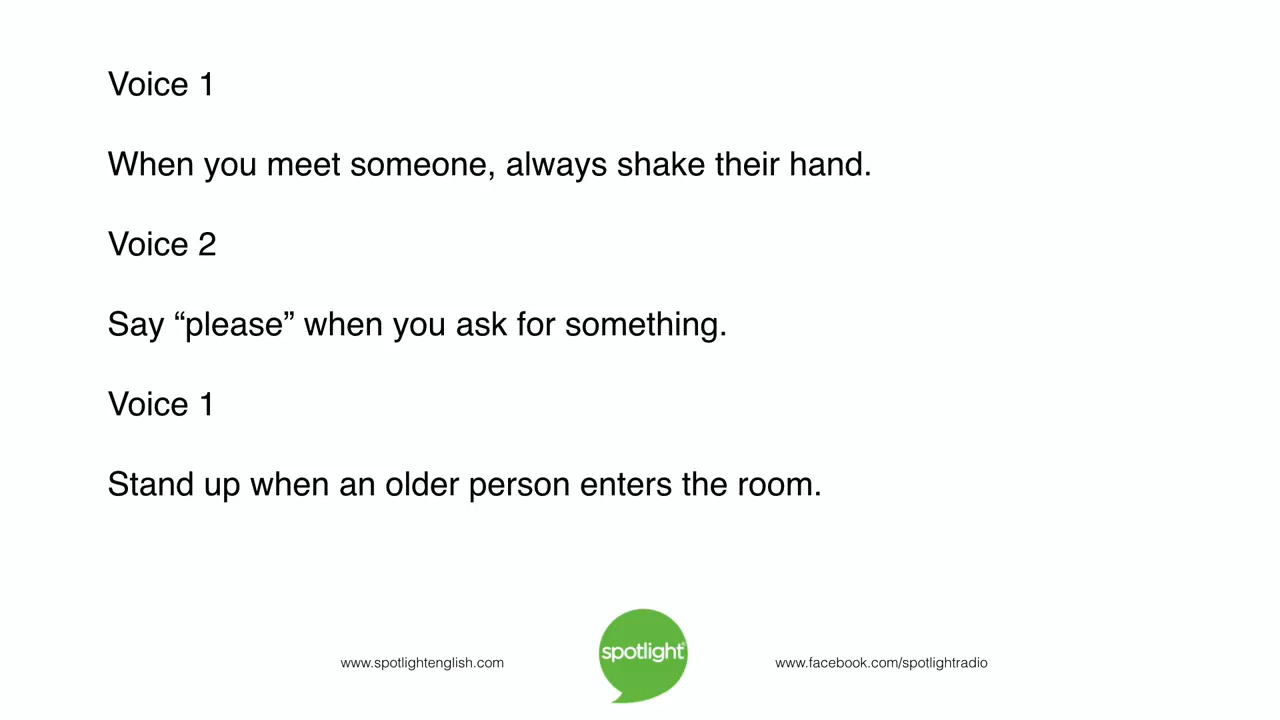 Voice 1
When you meet someone, always shake their hand.
Voice 2
Say “please” when you ask for something.
Voice 1
Stand up when an older person enters the room.
www.spotlightenglish.com
spotlight®
www.facebook.com/spotlightradio